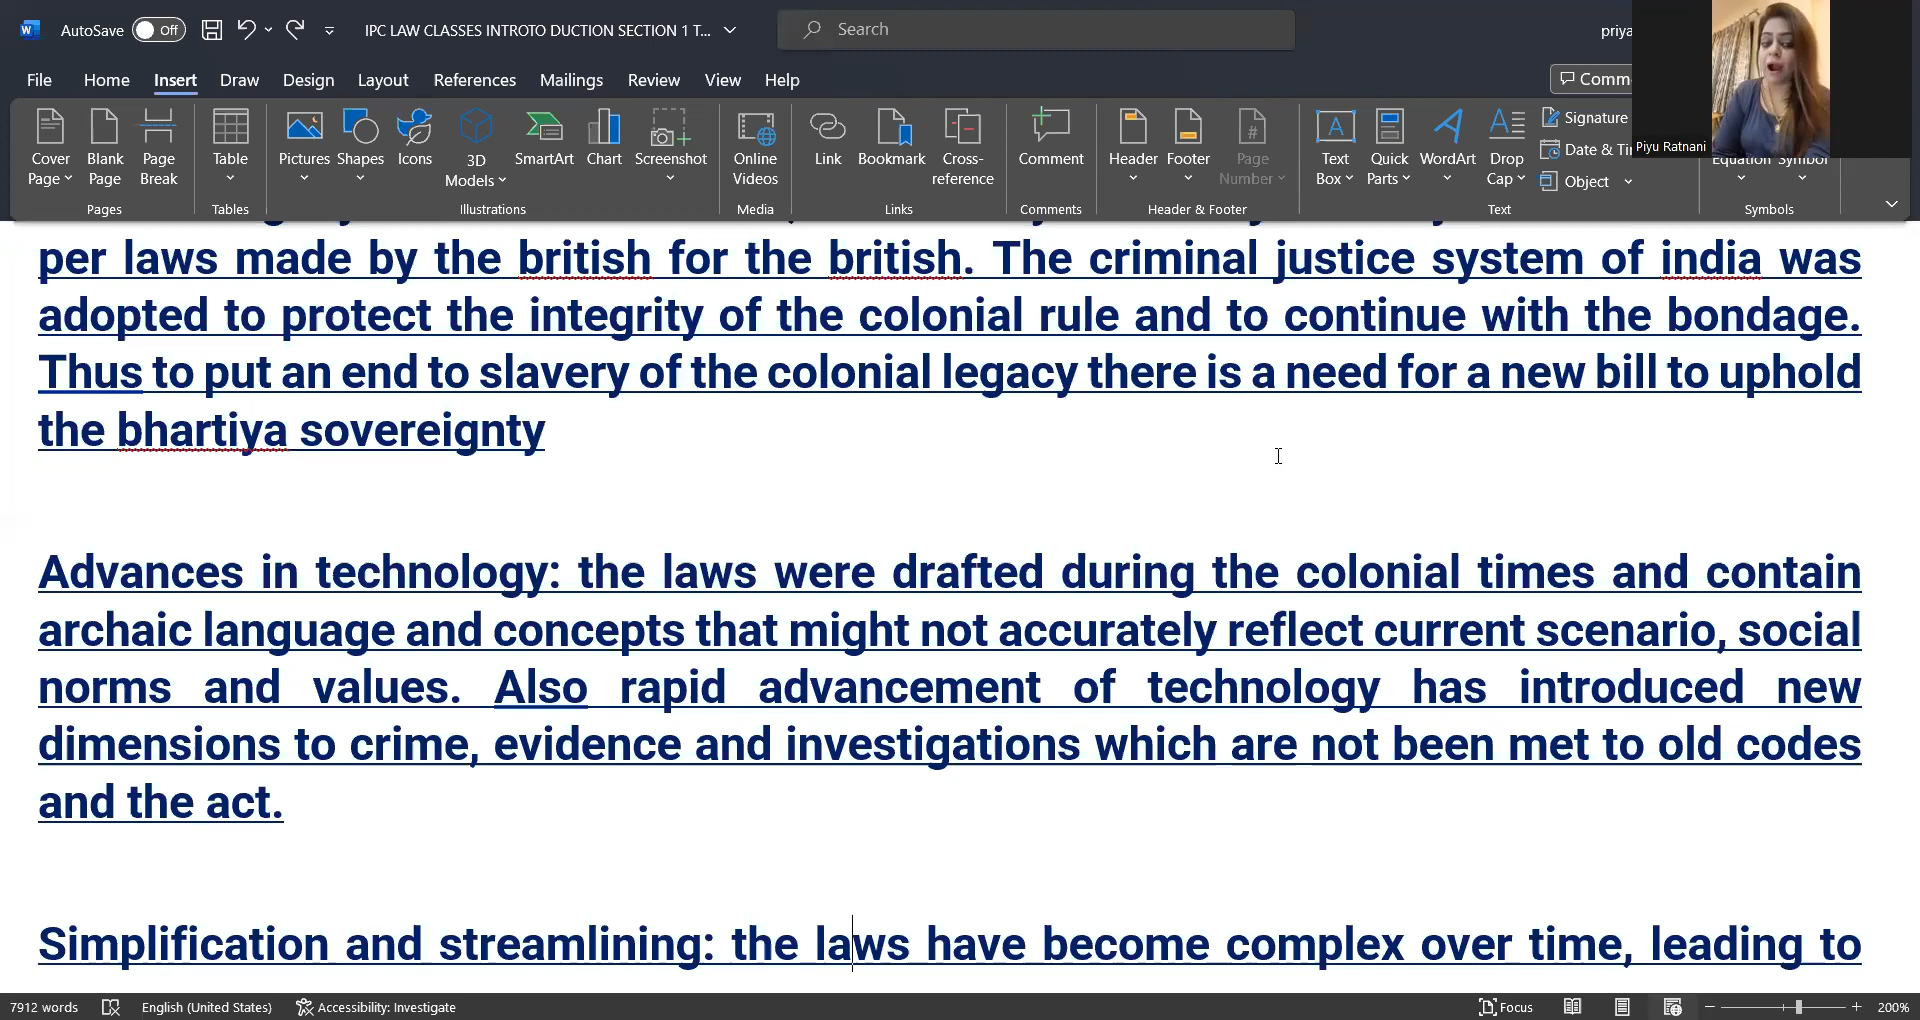 AutoSave Off IPC LAW CLASSES INTROTO DUCTION SECTION 1 T... Search priya
File Home Insert Draw Design Layout References Mailings Review View Help Comm
Cover Page Blank Page Page Break Table Pictures Shapes Icons 3D Models SmartArt Chart Screenshot Online Videos Link Bookmark Cross-reference Comment Header Footer Page Number Text Box Quick Parts WordArt Drop Cap Signature Date & Ti Object Equation Symbol
Piyu Ratnani
Pages Tables Illustrations Media Links Comments Header & Footer Text Symbols
per laws made by the british for the british. The criminal justice system of india was
adopted to protect the integrity of the colonial rule and to continue with the bondage.
Thus to put an end to slavery of the colonial legacy there is a need for a new bill to uphold
the bhartiya sovereignty
Advances in technology: the laws were drafted during the colonial times and contain
archaic language and concepts that might not accurately reflect current scenario, social
norms and values. Also rapid advancement of technology has introduced new
dimensions to crime, evidence and investigations which are not been met to old codes
and the act.
Simplification and streamlining: the laws have become complex over time, leading to
7912 words English (United States) Accessibility: Investigate Focus 200%